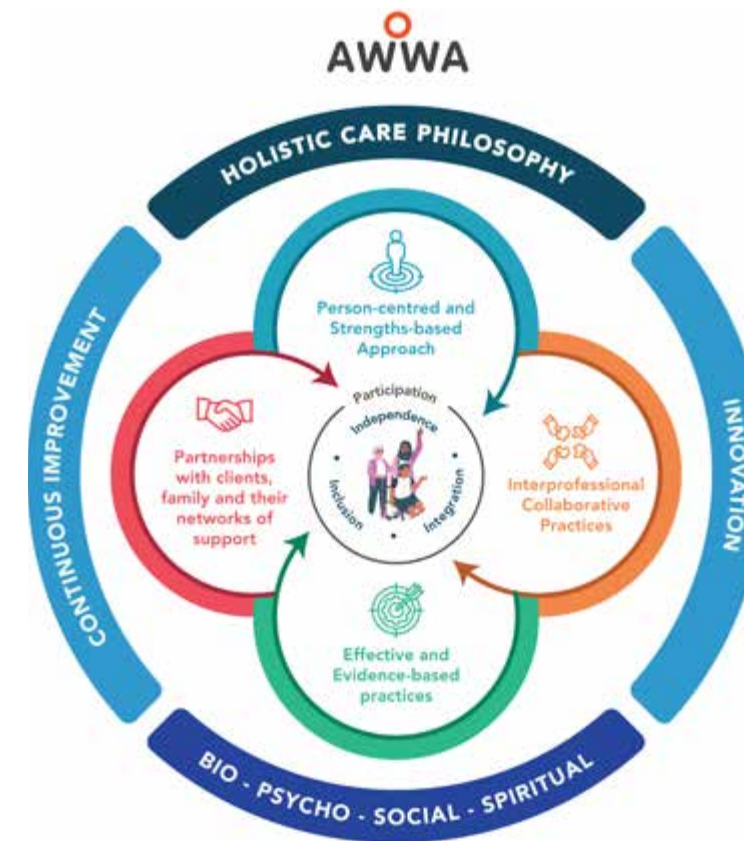 AWWA
HOLISTIC CARE PHILOSOPHY
Person-centred and
Strengths-based
Approach
CONTINUOUS IMPROVEMENT
Partnerships
with clients,
family and their
networks of
support
Participation
Independence
Inclusion
Integration
Interprofessional
Collaborative
Practices
INNOVATION
Effective and
Evidence-based
practices
BIO - PSYCHO - SOCIAL - SPIRITUAL